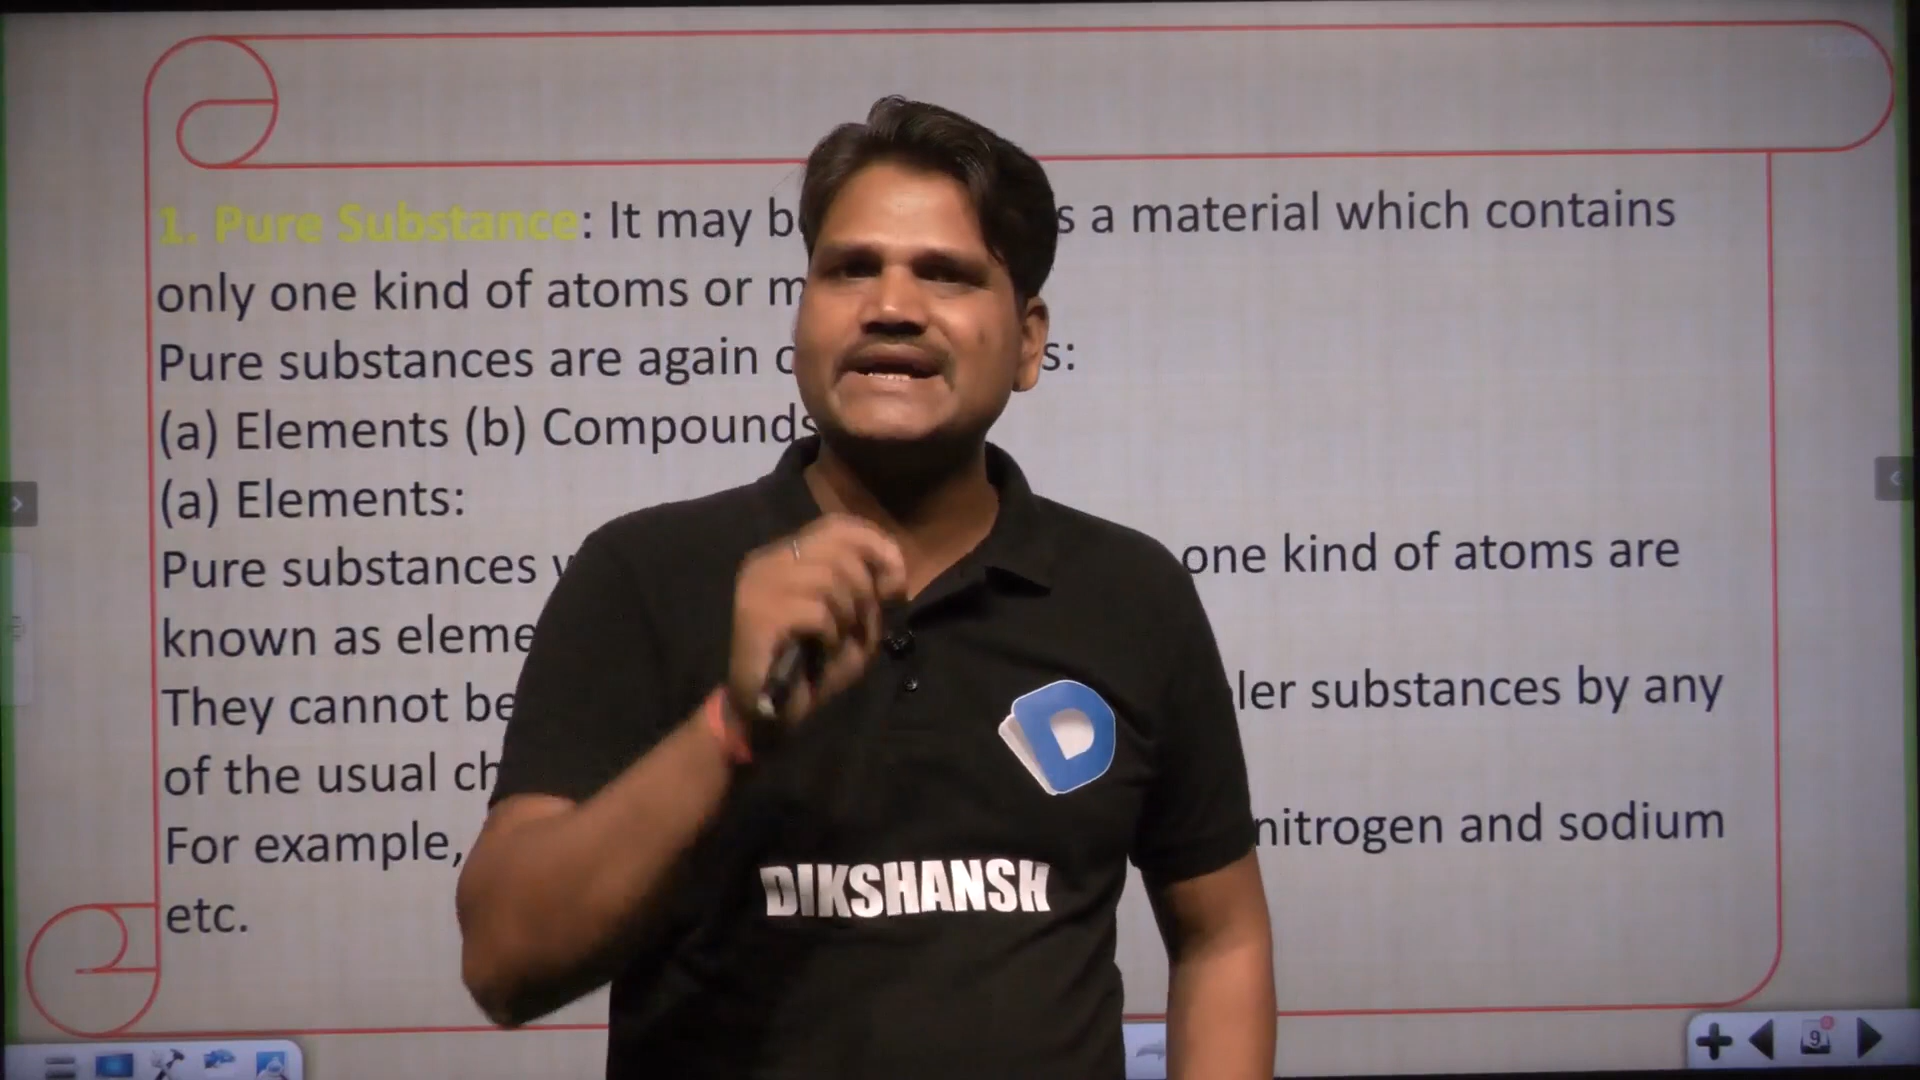 1. Pure Substance: It may b s a material which contains
only one kind of atoms or m
Pure substances are again s:
(a) Elements (b) Compounds
(a) Elements:
Pure substances one kind of atoms are
known as eleme
They cannot be ler substances by any
of the usual ch
For example, nitrogen and sodium
etc.
D
DIKSHANSH
9